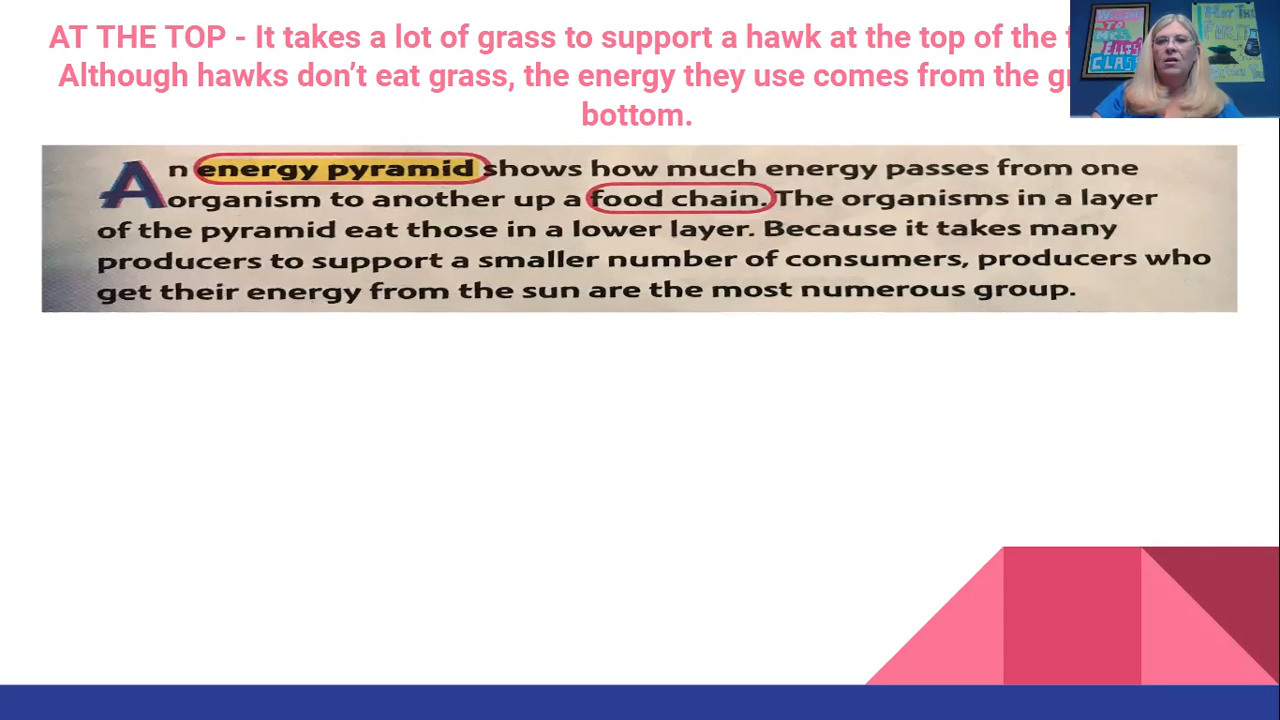 AT THE TOP - It takes a lot of grass to support a hawk at the top of the
Although hawks don’t eat grass, the energy they use comes from the
bottom.
An energy pyramid shows how much energy passes from one
organism to another up a food chain. The organisms in a layer
of the pyramid eat those in a lower layer. Because it takes many
producers to support a smaller number of consumers, producers who
get their energy from the sun are the most numerous group.
ELLIS
CLASS